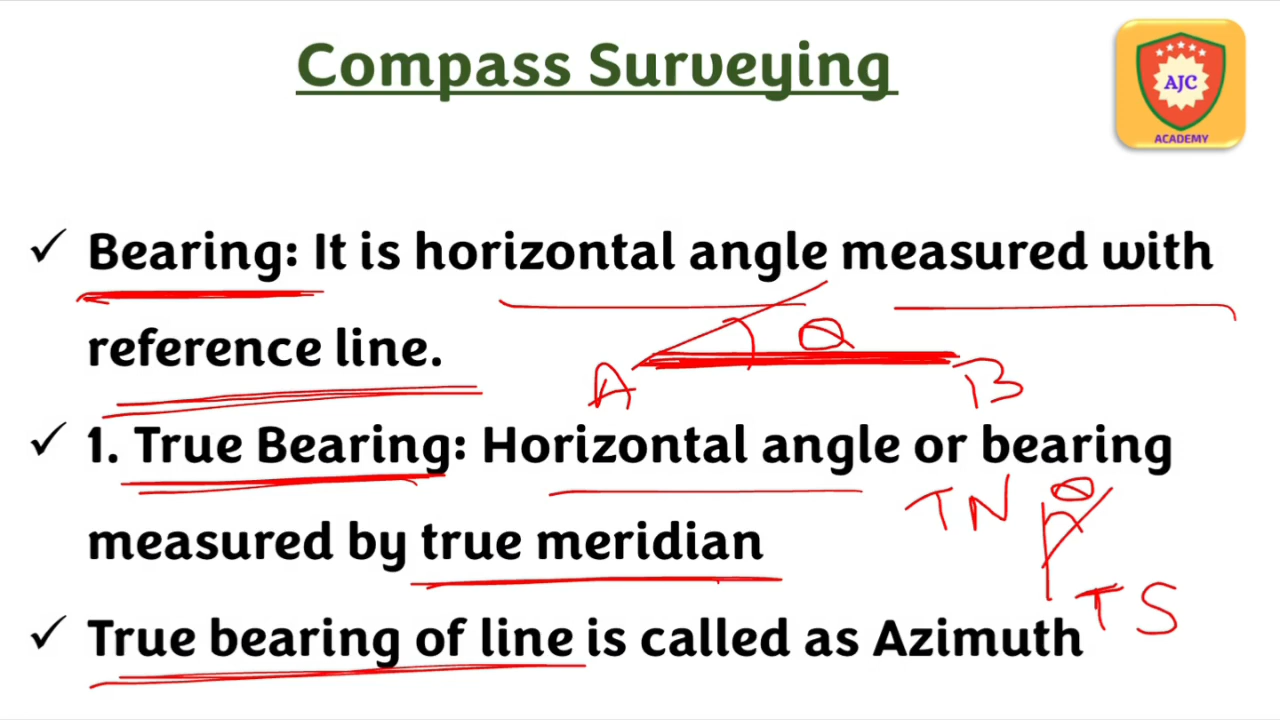 Compass Surveying
AJC
ACADEMY
✓ Bearing: It is horizontal angle measured with
reference line.
θ
A
B
✓ 1. True Bearing: Horizontal angle or bearing
TN θ
measured by true meridian
TS
✓ True bearing of line is called as Azimuth